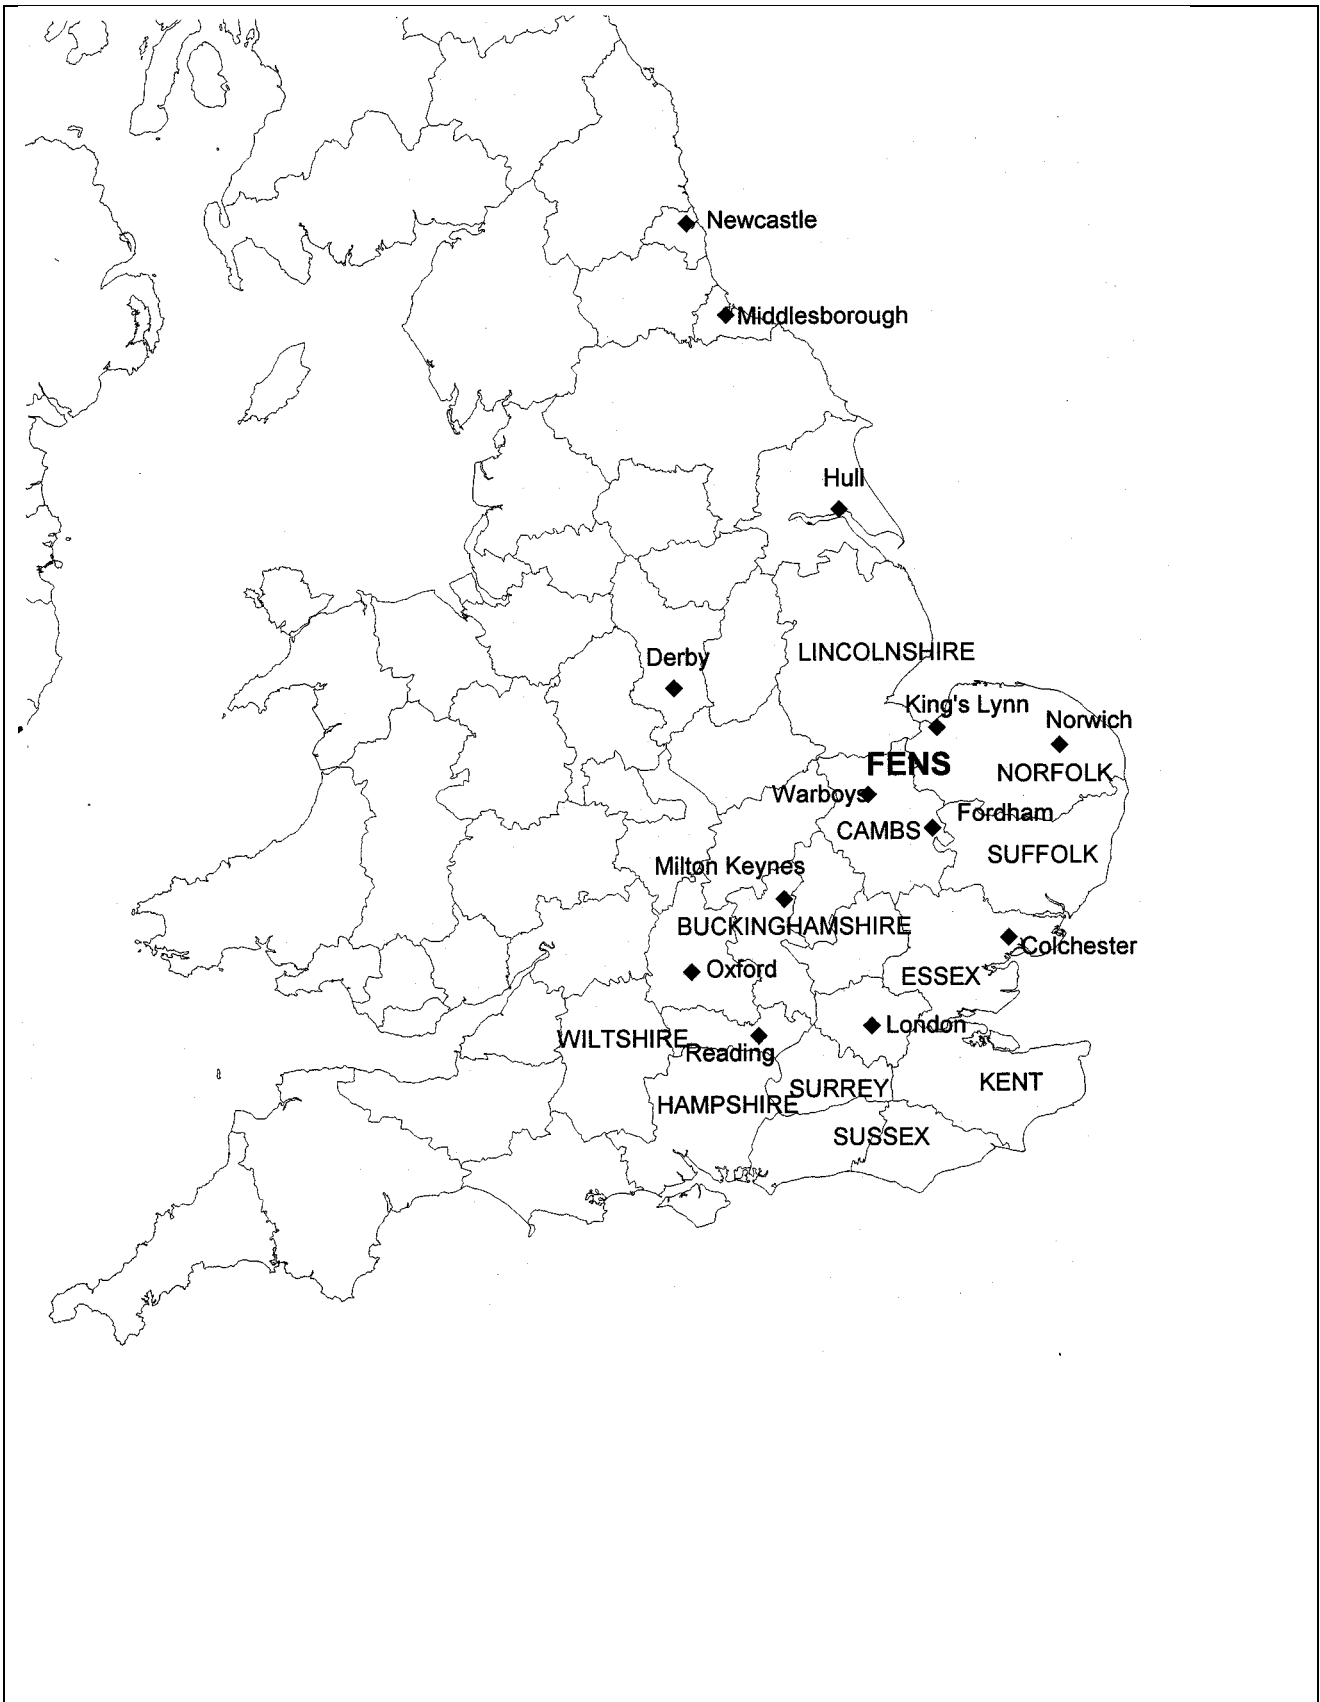 Newcastle
Middlesborough
Hull
Derby
LINCOLNSHIRE
King's Lynn
Norwich
FENS
NORFOLK
Warboys
Fordham
CAMBS
SUFFOLK
Milton Keynes
BUCKINGHAMSHIRE
Colchester
Oxford
ESSEX
London
WILTSHIRE
Reading
KENT
SURREY
HAMPSHIRE
SUSSEX